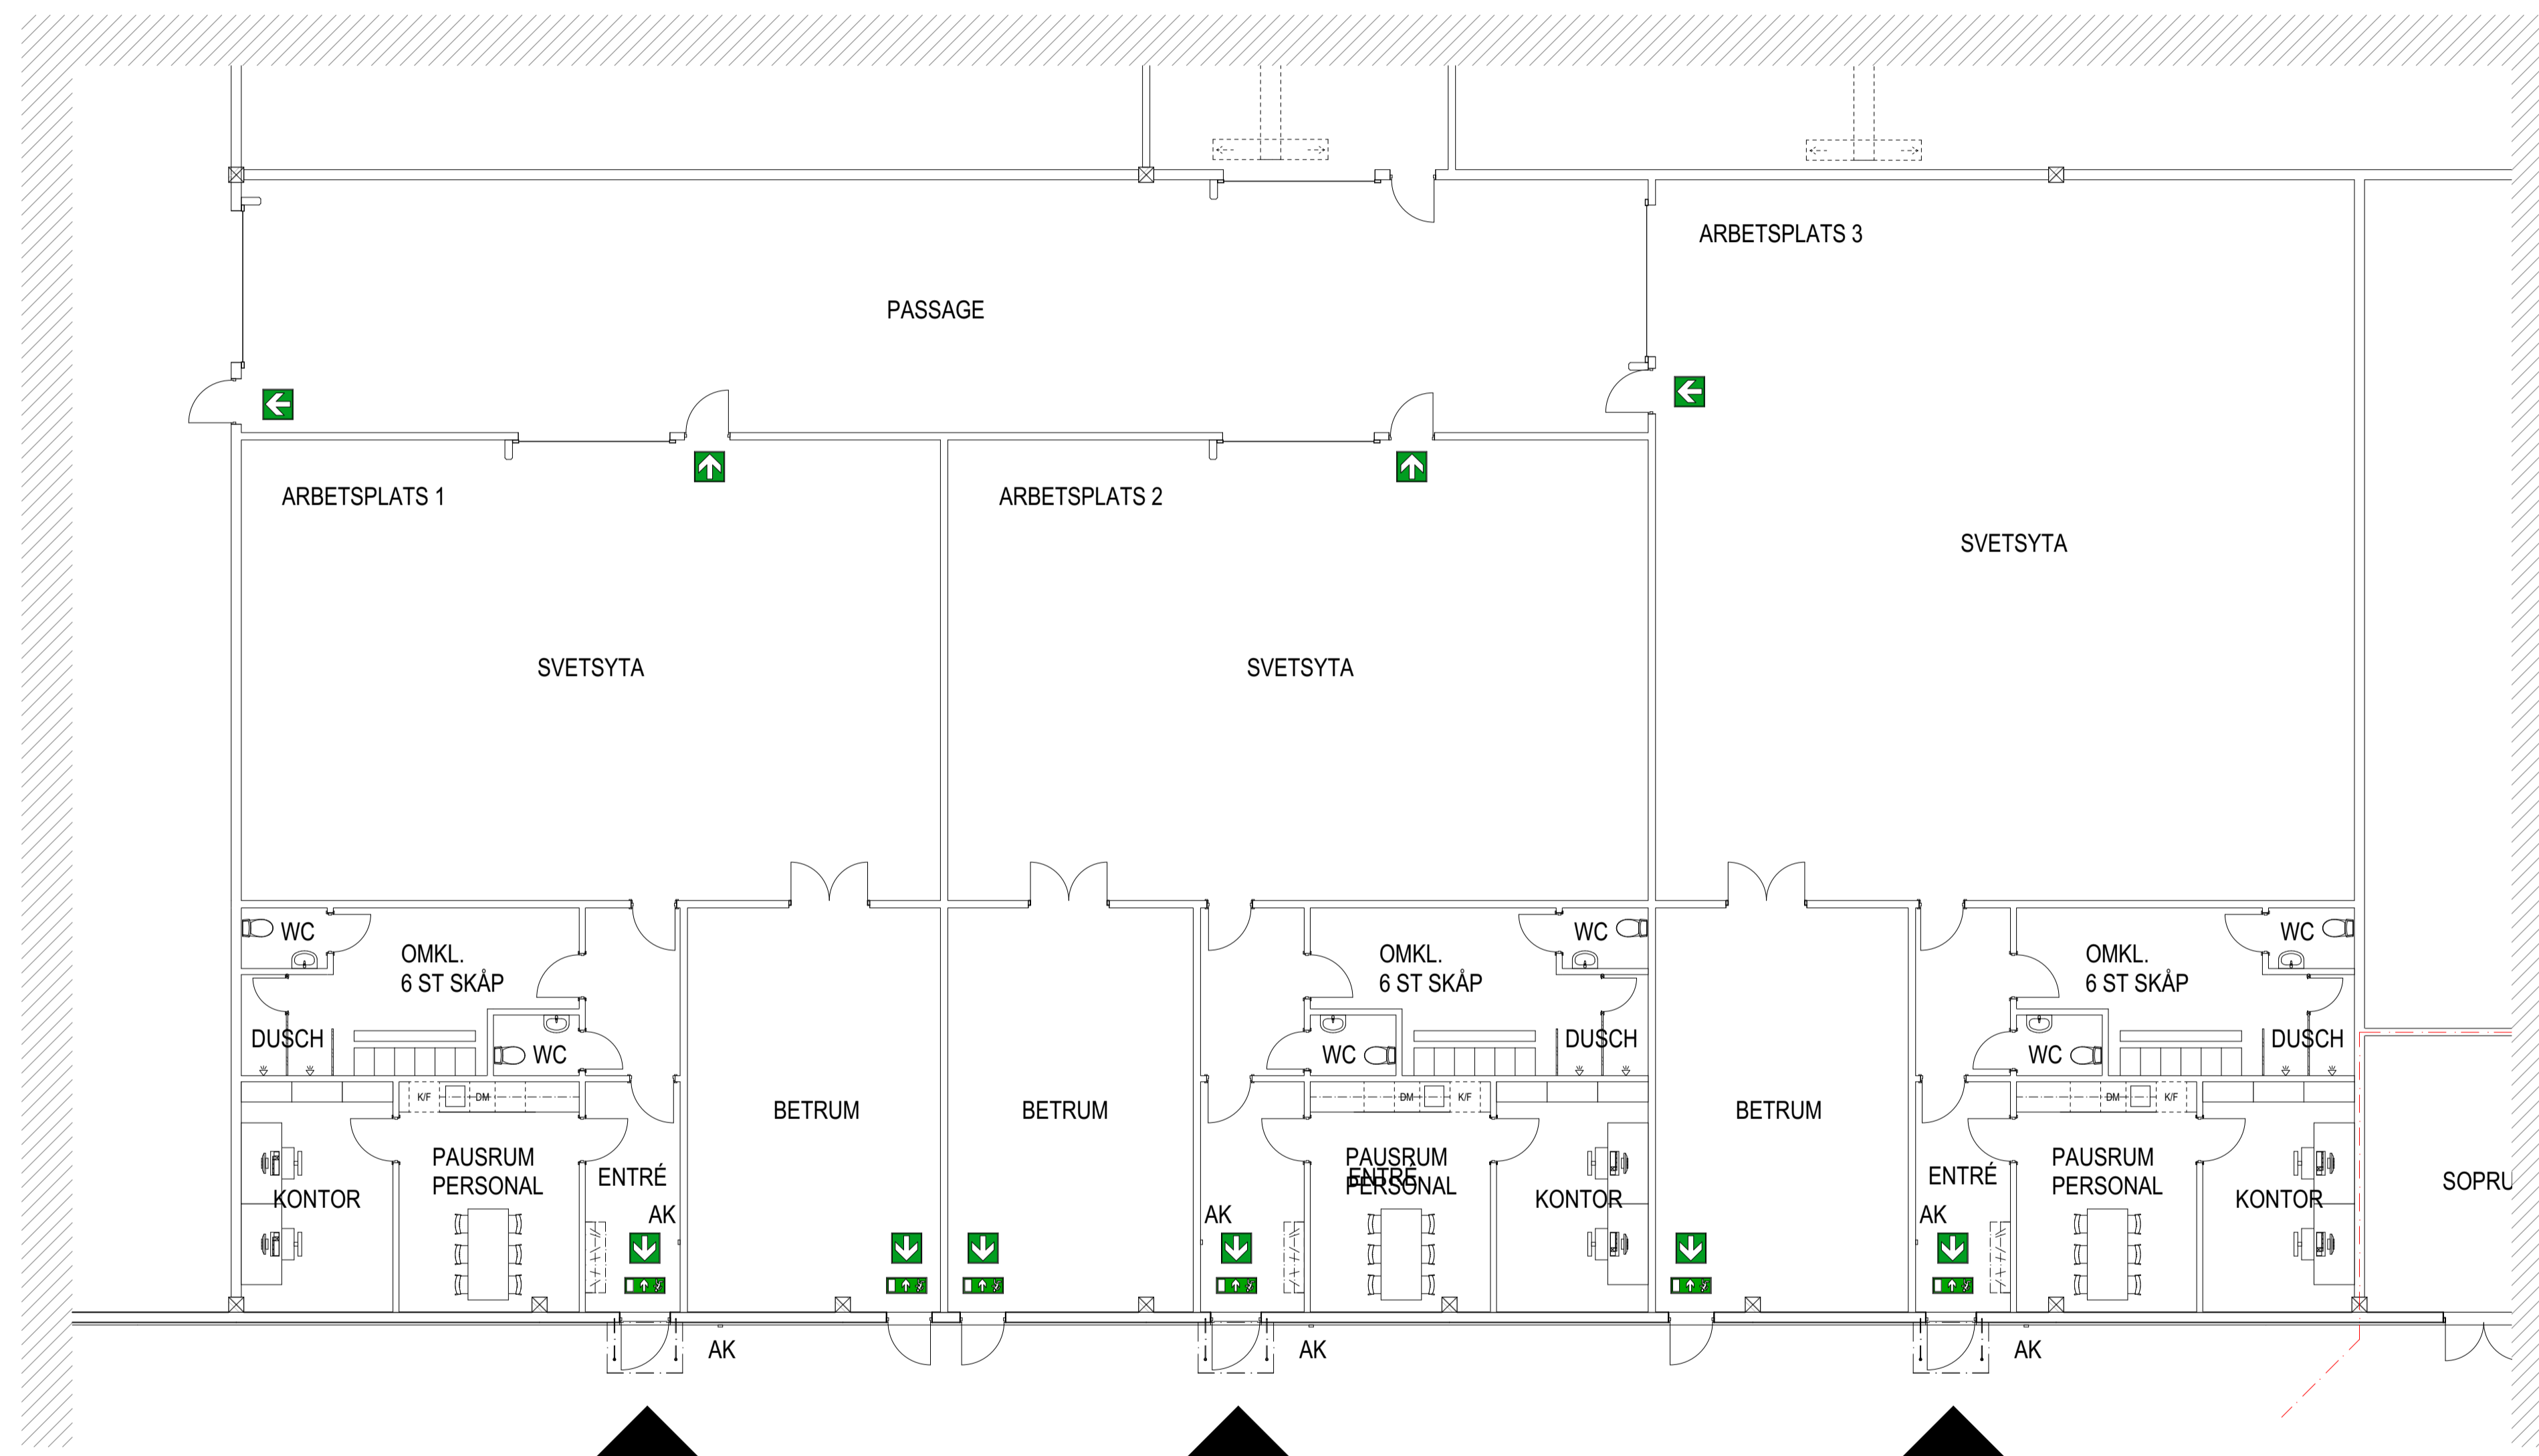 ARBETSPLATS 3
PASSAGE
ARBETSPLATS 1
ARBETSPLATS 2
SVETSYTA
SVETSYTA
SVETSYTA
WC
OMKL.
6 ST SKÅP
DUSCH
WC
OMKL.
6 ST SKÅP
WC
WC
DUSCH
OMKL.
6 ST SKÅP
WC
WC
DUSCH
K/F
DM
DM
K/F
DM
K/F
BETRUM
BETRUM
BETRUM
PAUSRUM
PERSONAL
KONTOR
ENTRÉ
AK
PAUSRUM
PERSONAL
ENTRÉ
KONTOR
AK
ENTRÉ
AK
PAUSRUM
PERSONAL
KONTOR
SOPRU
AK
AK
AK